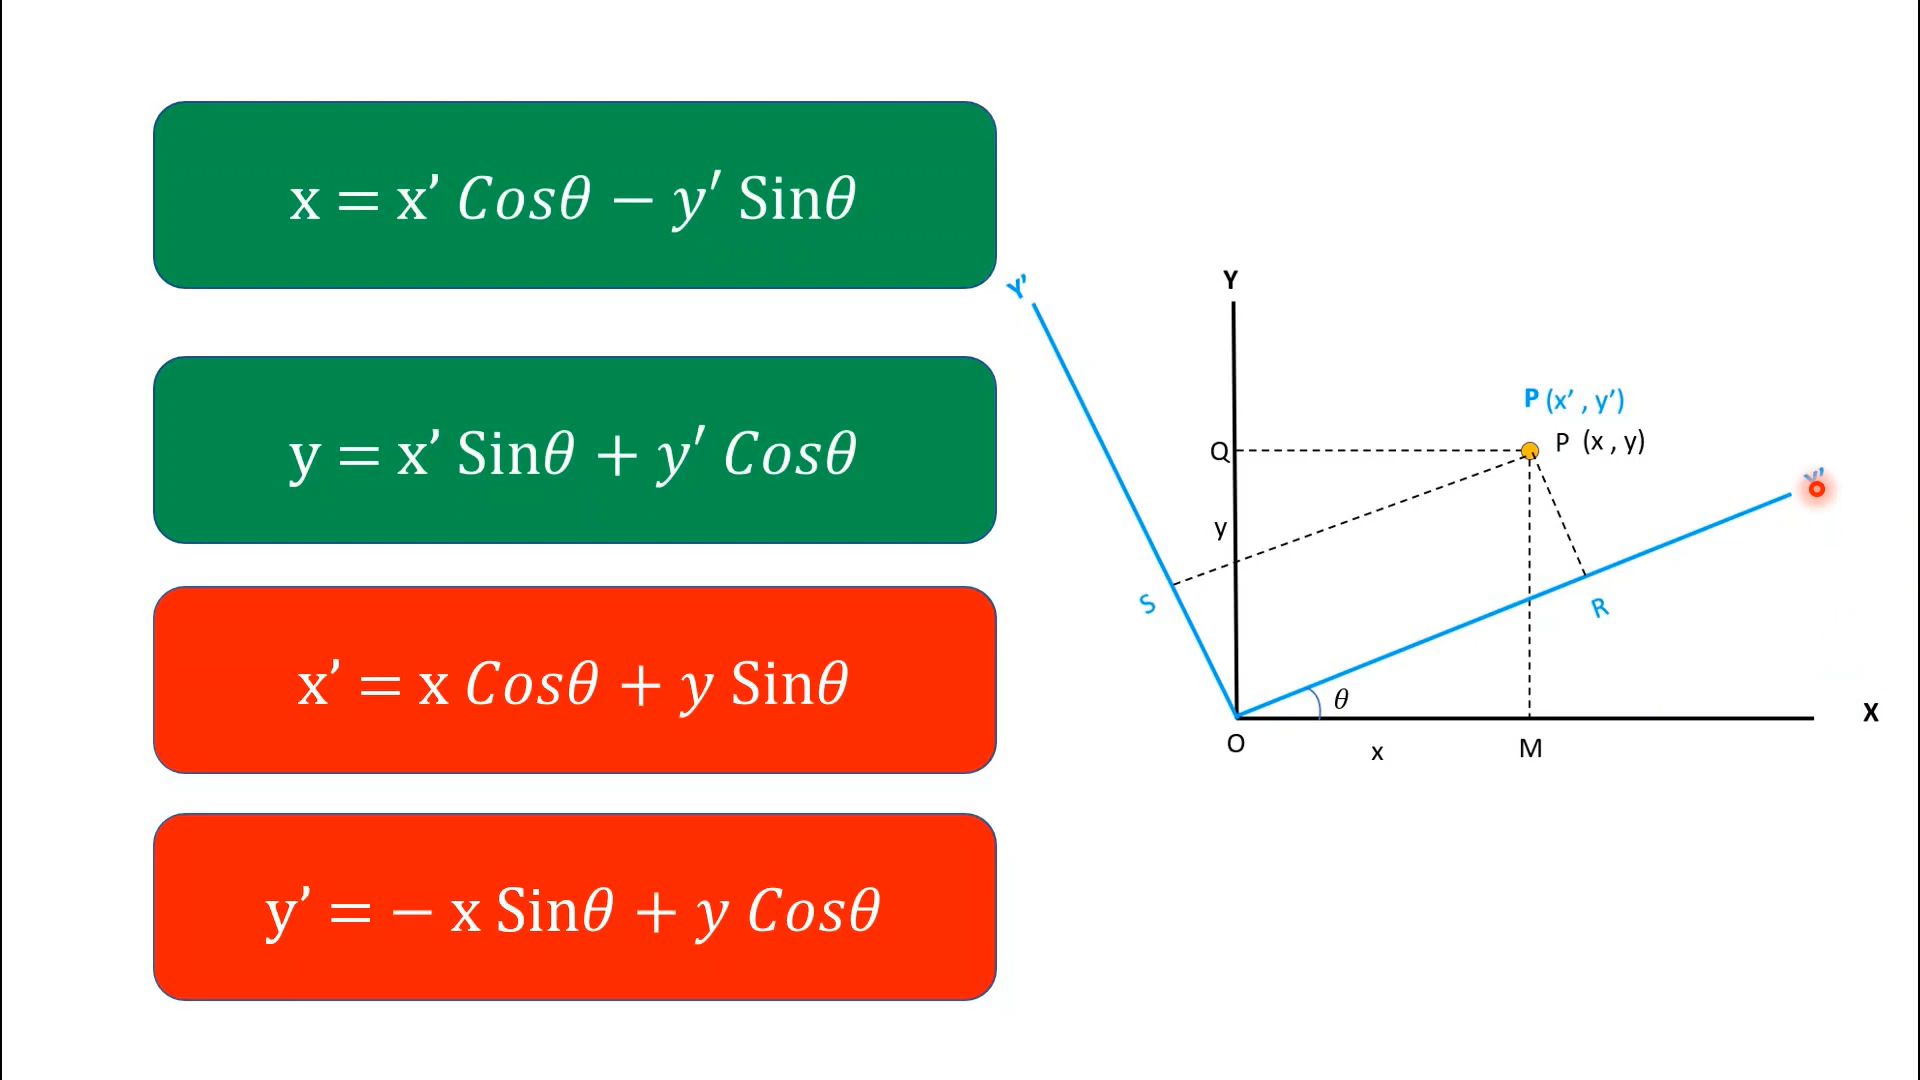 x = x’ Cosθ − y′ Sinθ
y = x’ Sinθ + y′ Cosθ
x’ = x Cosθ + y Sinθ
y’ = − x Sinθ + y Cosθ
Y’
Y
P (x’ , y’)
P (x , y)
Q
y
S
R
θ
X
O
x
M